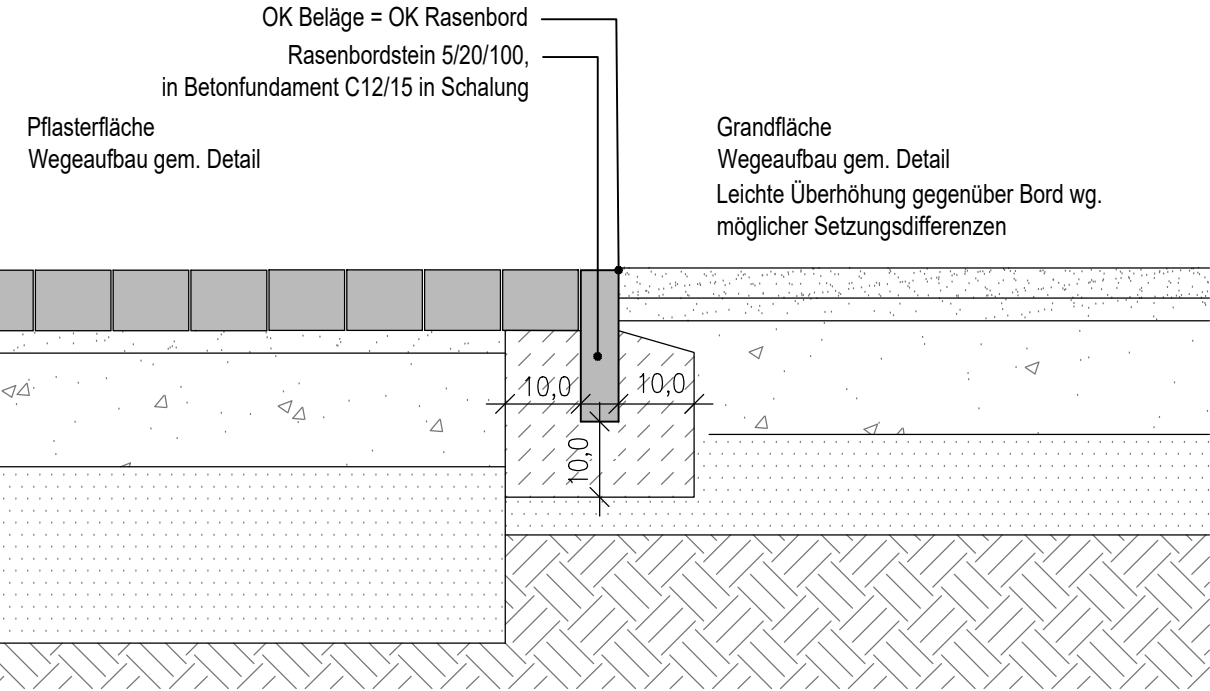 OK Beläge = OK Rasenbord
Rasenbordstein 5/20/100,
in Betonfundament C12/15 in Schalung
Pflasterfläche
Wegeaufbau gem. Detail
Grandfläche
Wegeaufbau gem. Detail
Leichte Überhöhung gegenüber Bord wg.
möglicher Setzungsdifferenzen
10,0
10,0
10,0